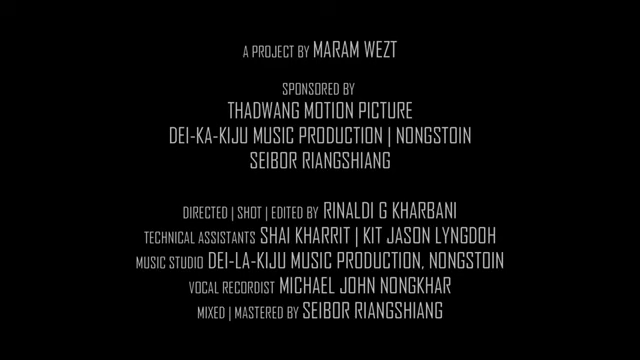 A PROJECT BY MARAM WEZT
SPONSORED BY
THADWANG MOTION PICTURE
DEI-KA-KIJU MUSIC PRODUCTION | NONGSTOIN
SEIBOR RIANGSHIANG
DIRECTED | SHOT | EDITED BY RINALDI G KHARBANI
TECHNICAL ASSISTANTS SHAI KHARRIT | KIT JASON LYNGDOH
MUSIC STUDIO DEI-LA-KIJU MUSIC PRODUCTION, NONGSTOIN
VOCAL RECORDIST MICHAEL JOHN NONGKHAR
MIXED | MASTERED BY SEIBOR RIANGSHIANG